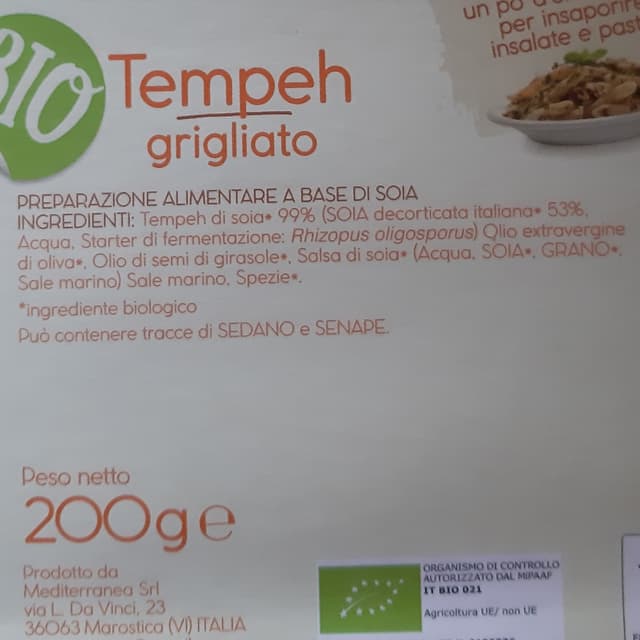 un po'
per insaporire
insalate e past
BIO
Tempeh
grigliato
PREPARAZIONE ALIMENTARE A BASE DI SOIA
INGREDIENTI: Tempeh di soia* 99% (SOIA decorticata italiana* 53%,
Acqua, Starter di fermentazione: Rhizopus oligosporus) Olio extravergine
di oliva*, Olio di semi di girasole*, Salsa di soia* (Acqua, SOIA*, GRANO*,
Sale marino) Sale marino, Spezie*.
*ingrediente biologico
Può contenere tracce di SEDANO e SENAPE.
Peso netto
200g e
Prodotto da
Mediterranea Srl
via L. Da Vinci, 23
36063 Marostica (VI) ITALIA
ORGANISMO DI CONTROLLO
AUTORIZZATO DAL MIPAAF
IT BIO 021
Agricoltura UE/ non UE